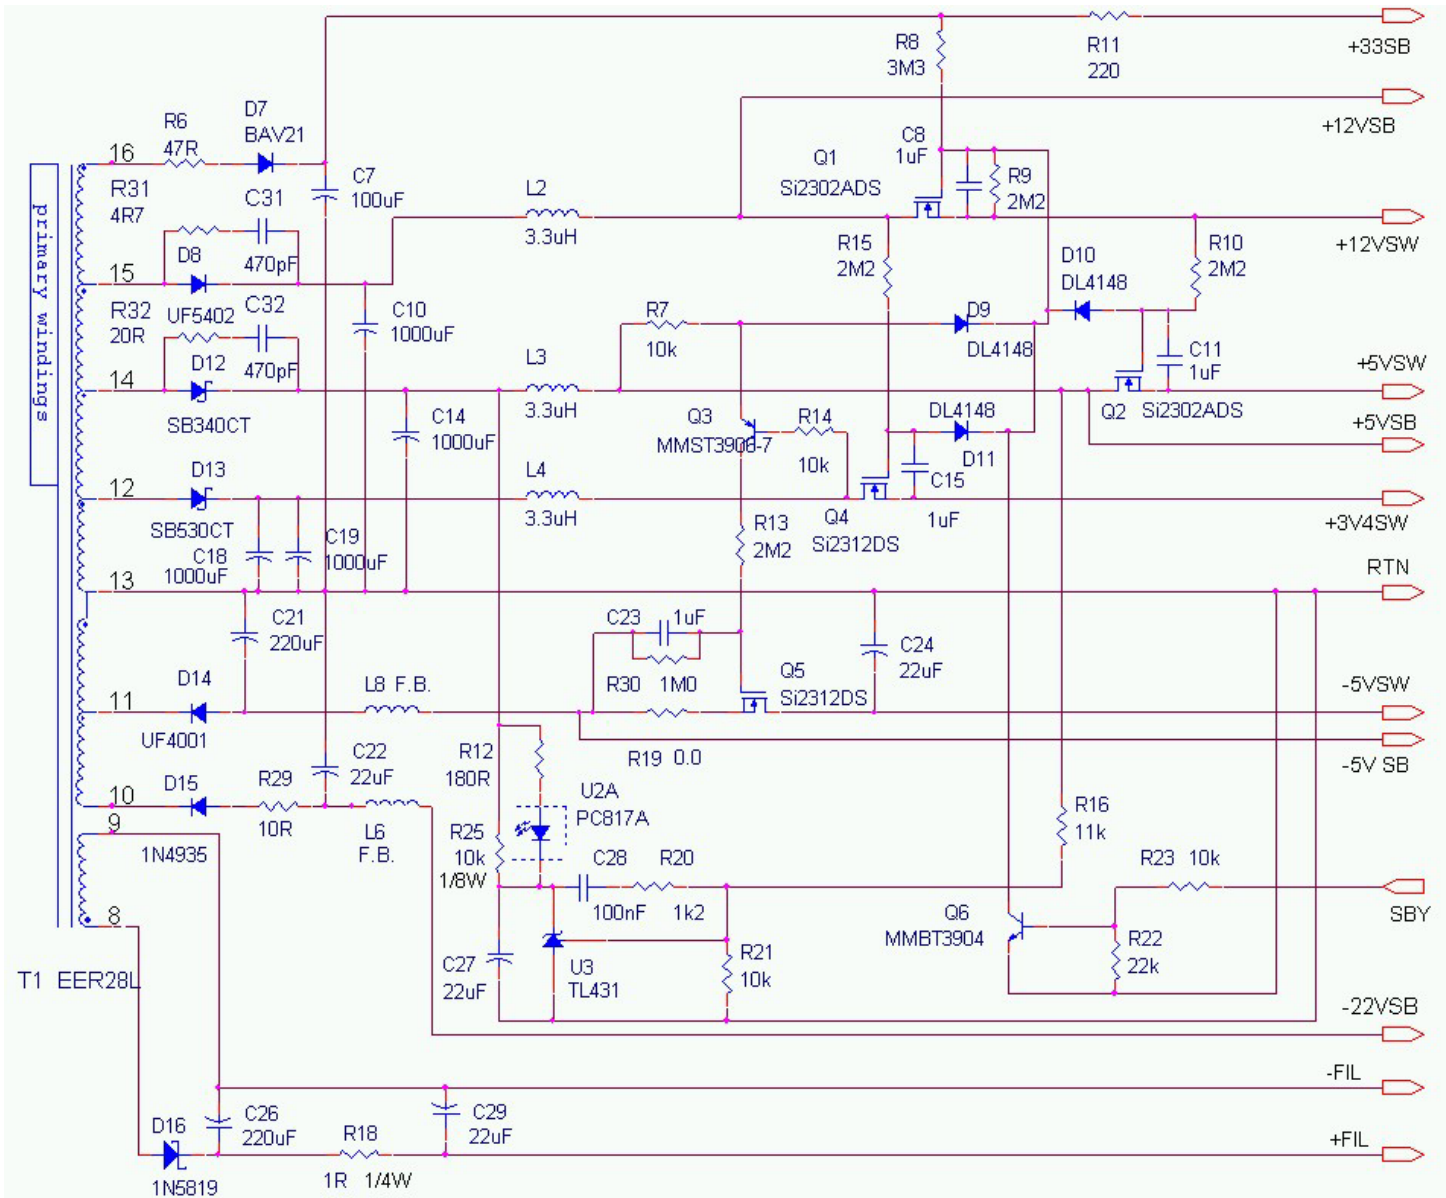 R8
3M3
R11
220
+33SB
+12VSB
D7
BAV21
R6
47R
16
C7
100uF
C8
1uF
Q1
Si2302ADS
R9
2M2
L2
3.3uH
+12VSW
R31
4R7
C31
470pF
D8
UF5402
15
R15
2M2
D10
DL4148
R10
2M2
primary windings
R32
20R
C32
470pF
D12
SB340CT
14
C10
1000uF
R7
10k
D9
DL4148
C11
1uF
L3
3.3uH
+5VSW
Q2
Si2302ADS
+5VSB
C14
1000uF
Q3
MMST3906-7
R14
10k
DL4148
D11
C15
1uF
D13
SB530CT
12
L4
3.3uH
Q4
Si2312DS
+3V4SW
C18
1000uF
C19
1000uF
R13
2M2
13
RTN
C21
220uF
C23
1uF
R30
1M0
C24
22uF
Q5
Si2312DS
D14
UF4001
11
L8 F.B.
-5VSW
R19 0.0
-5V SB
C22
22uF
R12
180R
U2A
PC817A
D15
1N4935
10
R29
10R
L6
F.B.
9
R16
11k
R25
10k
1/8W
C28
100nF
R20
1k2
R23 10k
SBY
8
Q6
MMBT3904
R22
22k
T1 EER28L
C27
22uF
U3
TL431
R21
10k
-22VSB
-FIL
D16
1N5819
C26
220uF
C29
22uF
R18
1R 1/4W
+FIL